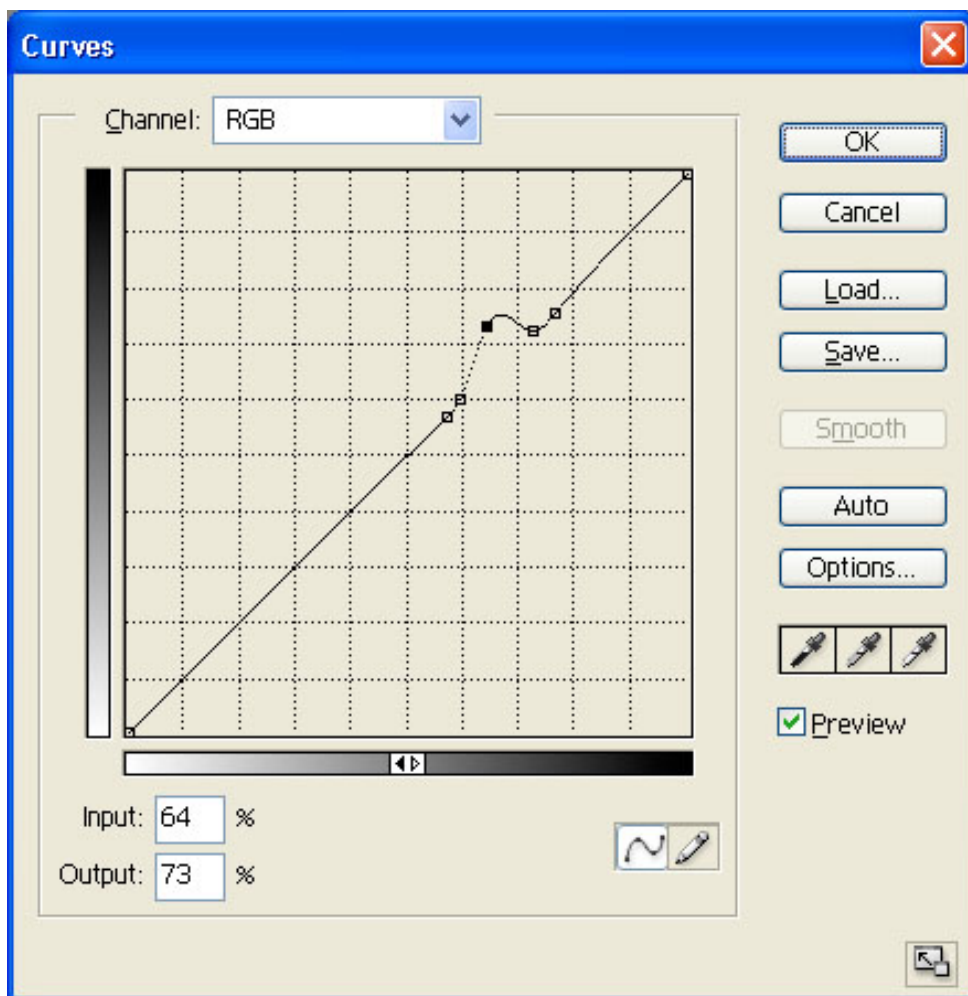 Curves
Channel: RGB
OK
Cancel
Load...
Save...
Smooth
Auto
Options...
Preview
Input: 64 %
Output: 73 %